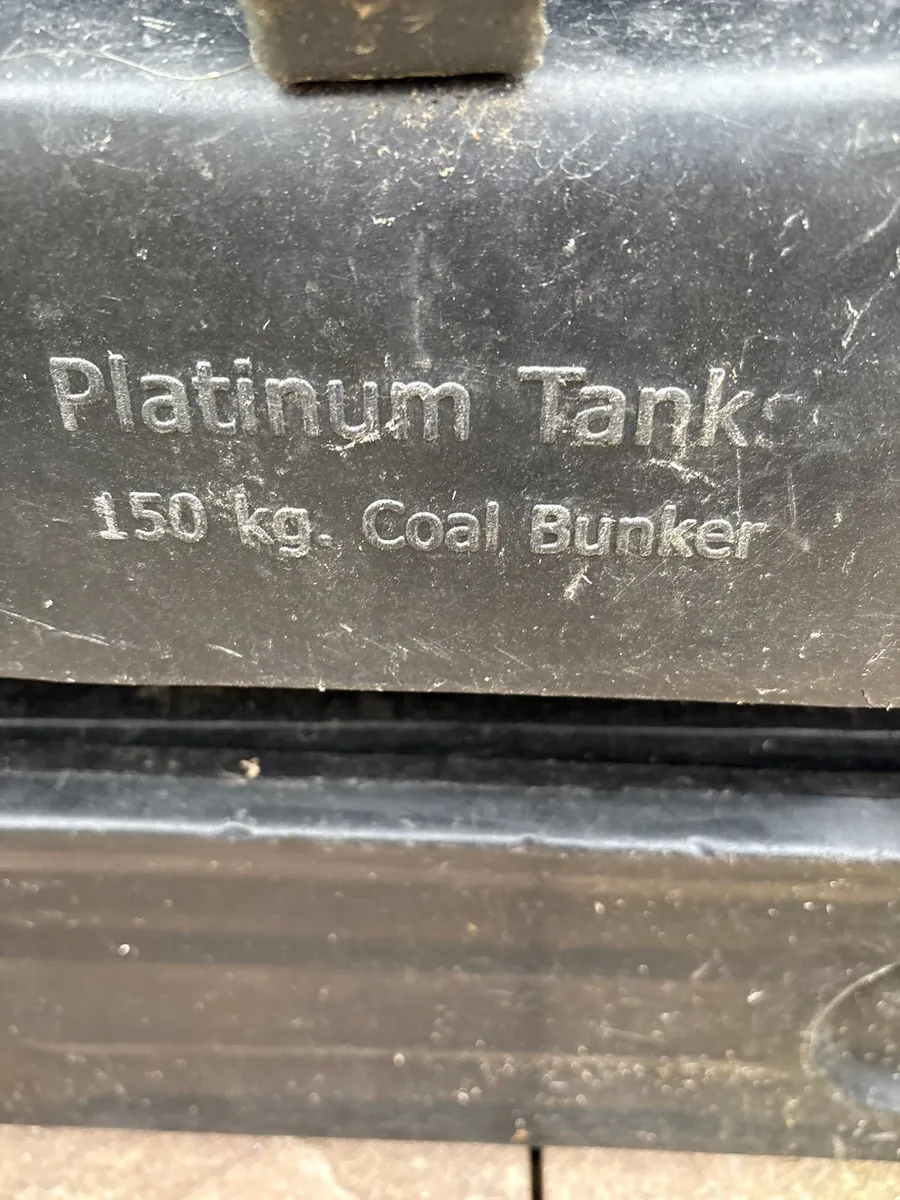 Platinum Tanks
150 kg. Coal Bunker